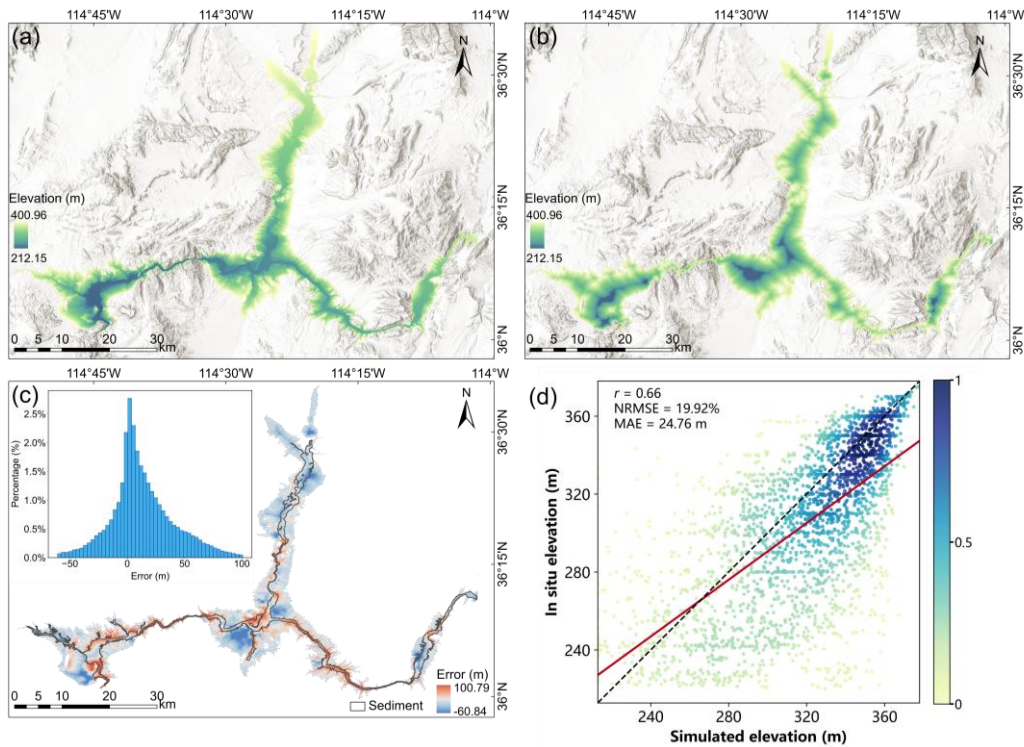 114°45'W
114°30'W
114°15'W
114°W
114°45'W
114°30'W
114°15'W
114°W
(a)
N
36°30'N
36°15'N
36°N
Elevation (m)
400.96
212.15
0 5 10 20 30
km
(b)
N
36°30'N
36°15'N
36°N
Elevation (m)
400.96
212.15
0 5 10 20 30
km
114°45'W
114°30'W
114°15'W
114°W
(c)
N
36°30'N
36°15'N
36°N
Percentage (%)
2.5%
2.0%
1.5%
1.0%
0.5%
0.0%
−50
0
50
100
Error (m)
0 5 10 20 30
km
Sediment
Error (m)
100.79
-60.84
(d)
r = 0.66
NRMSE = 19.92%
MAE = 24.76 m
In situ elevation (m)
360
320
280
240
240
280
320
360
Simulated elevation (m)
1
0.5
0